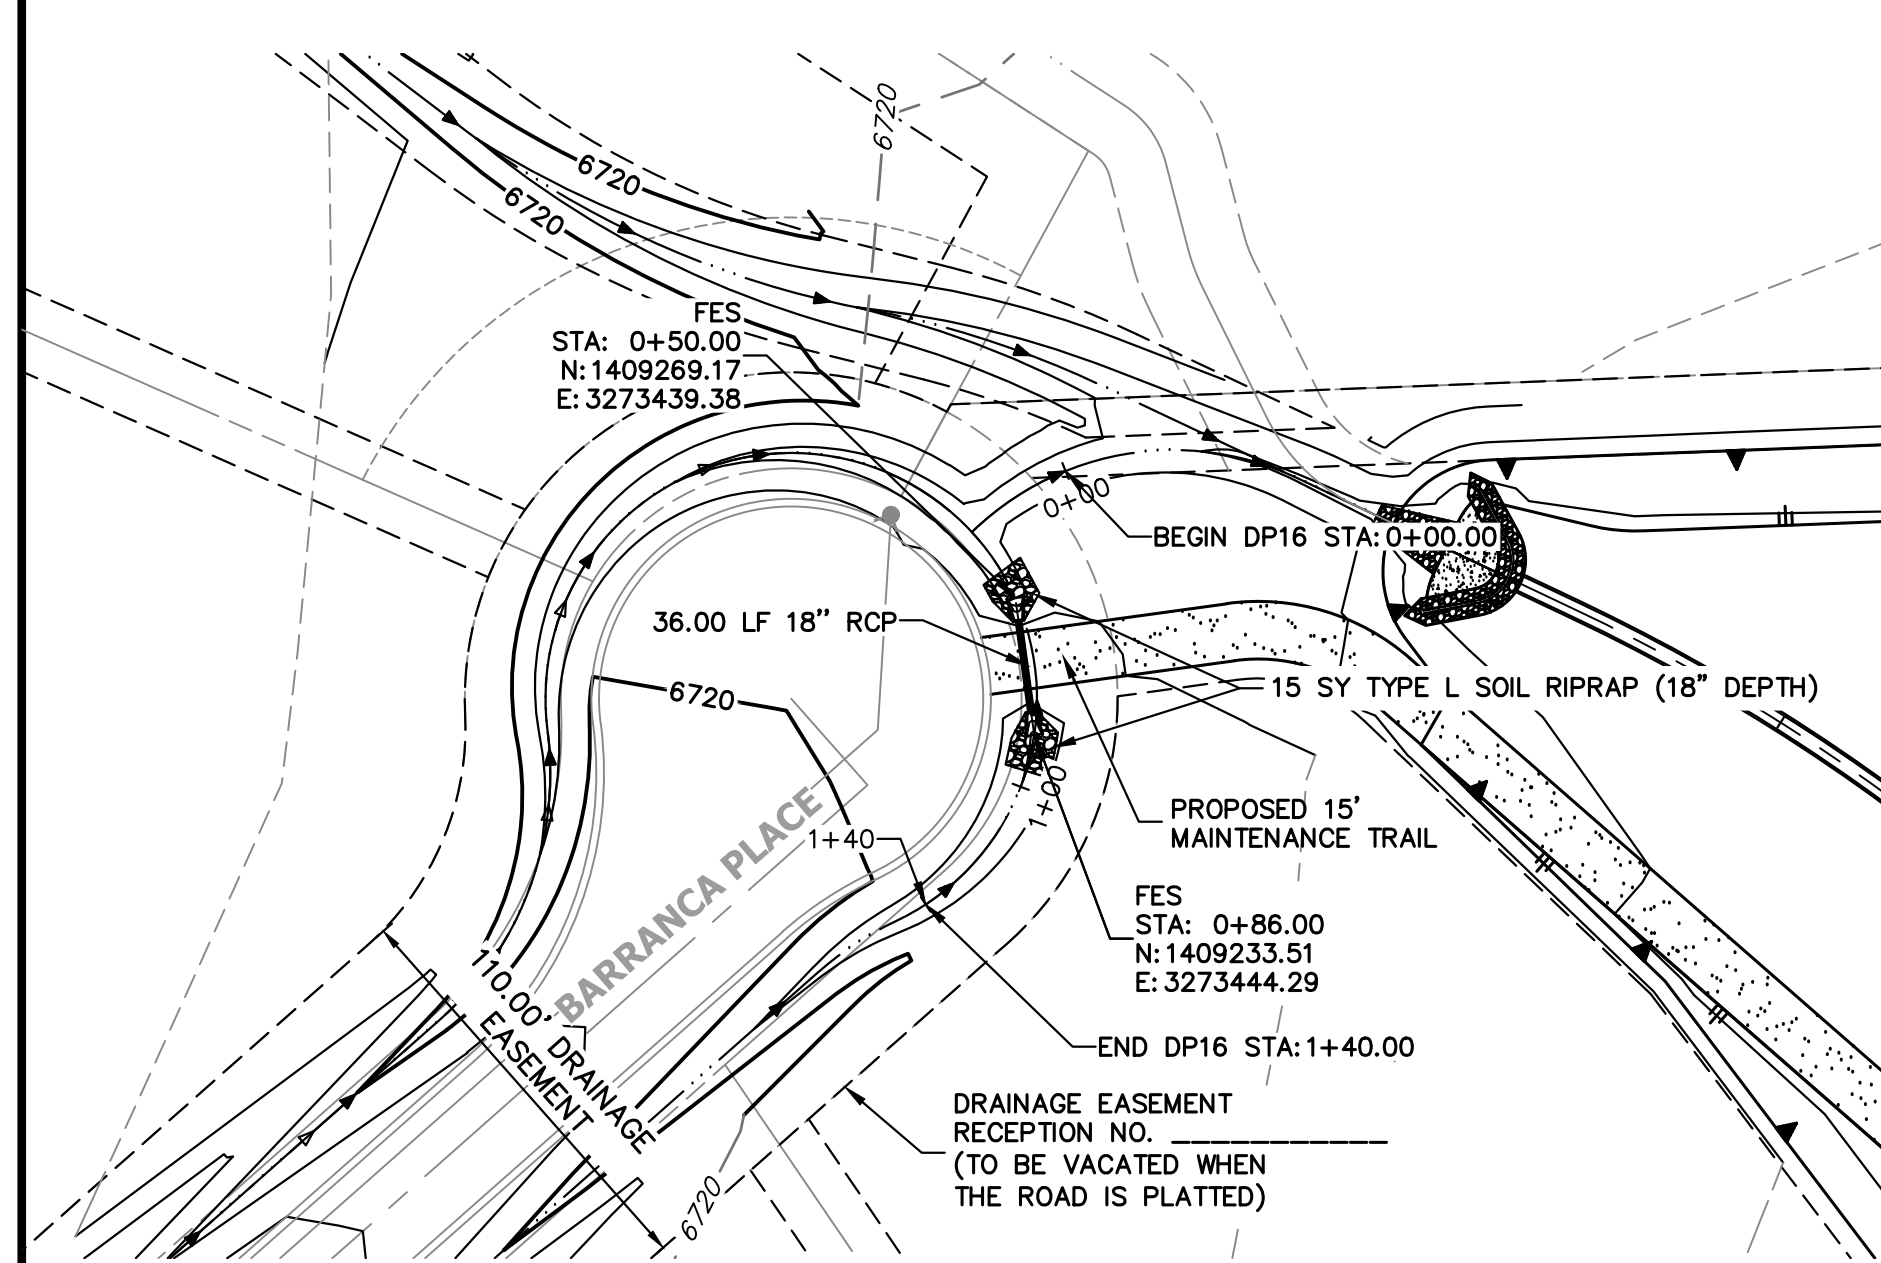 6720
6720
6720
FES
STA: 0+50.00
N:1409269.17
E:3273439.38
0+00
BEGIN DP16 STA:0+00.00
36.00 LF 18" RCP
15 SY TYPE L SOIL RIPRAP (18" DEPTH)
6720
1+00
PROPOSED 15'
MAINTENANCE TRAIL
1+40
BARRANCA PLACE
FES
STA: 0+86.00
N:1409233.51
E:3273444.29
110.00' DRAINAGE
EASEMENT
END DP16 STA:1+40.00
DRAINAGE EASEMENT
RECEPTION NO. ___________
(TO BE VACATED WHEN
THE ROAD IS PLATTED)
6720